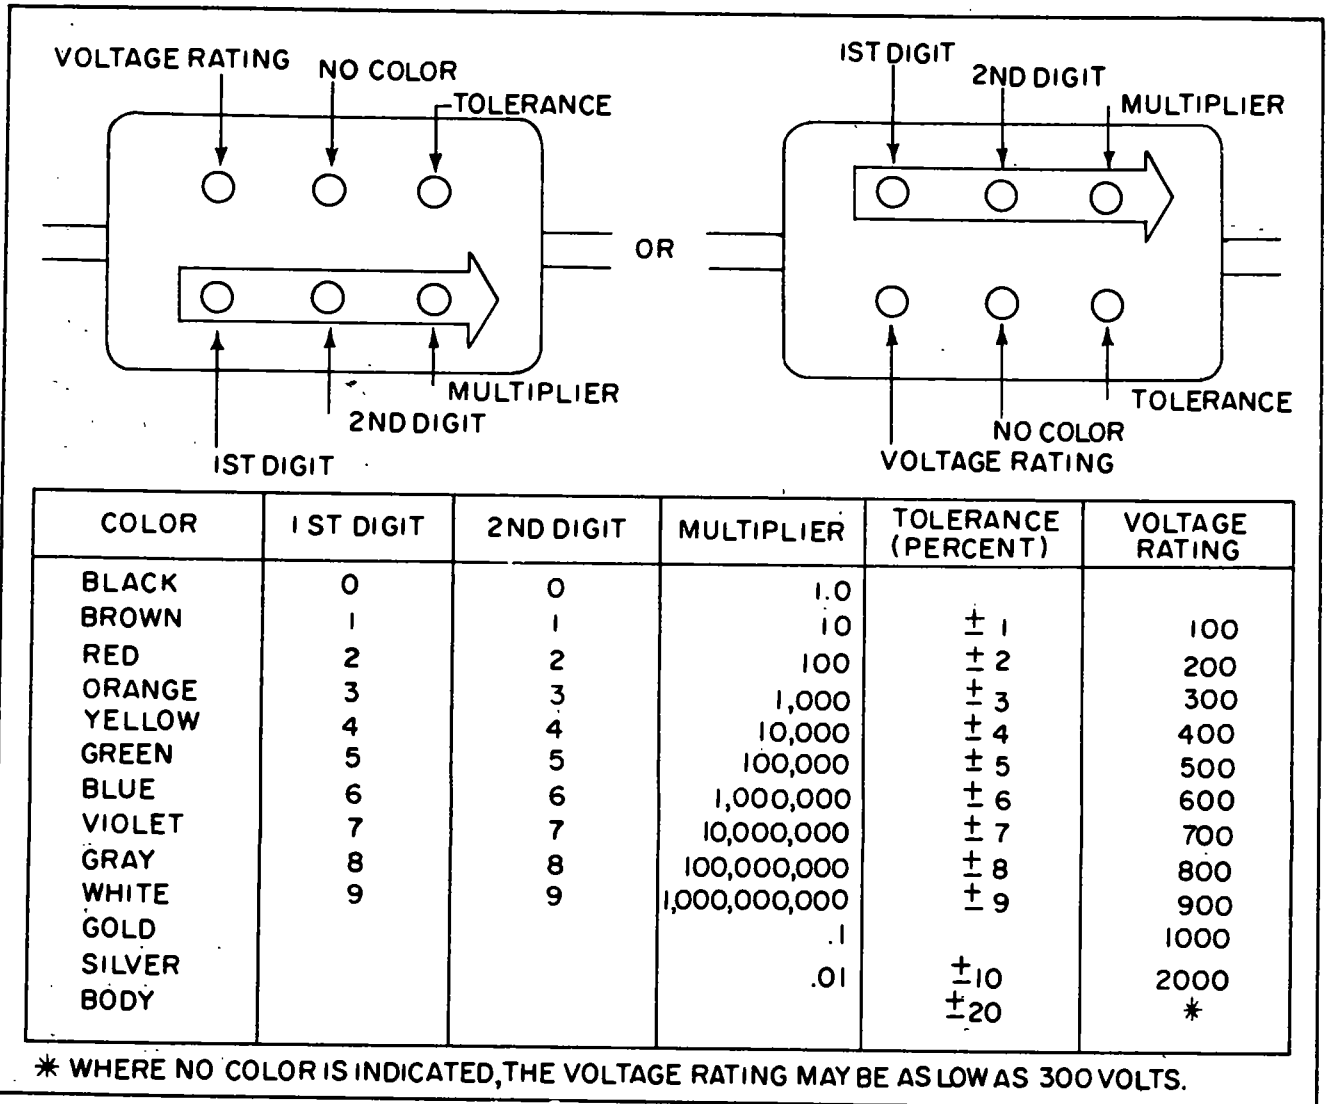 VOLTAGE RATING
NO COLOR
TOLERANCE
MULTIPLIER
2ND DIGIT
1ST DIGIT
OR
1ST DIGIT
2ND DIGIT
MULTIPLIER
TOLERANCE
NO COLOR
VOLTAGE RATING
COLOR 1ST DIGIT 2ND DIGIT MULTIPLIER TOLERANCE (PERCENT) VOLTAGE RATING
BLACK 0 0 1.0
BROWN 1 1 10 ± 1 100
RED 2 2 100 ± 2 200
ORANGE 3 3 1,000 ± 3 300
YELLOW 4 4 10,000 ± 4 400
GREEN 5 5 100,000 ± 5 500
BLUE 6 6 1,000,000 ± 6 600
VIOLET 7 7 10,000,000 ± 7 700
GRAY 8 8 100,000,000 ± 8 800
WHITE 9 9 1,000,000,000 ± 9 900
GOLD .1 1000
SILVER .01 ±10 2000
BODY ±20 *
* WHERE NO COLOR IS INDICATED, THE VOLTAGE RATING MAY BE AS LOW AS 300 VOLTS.